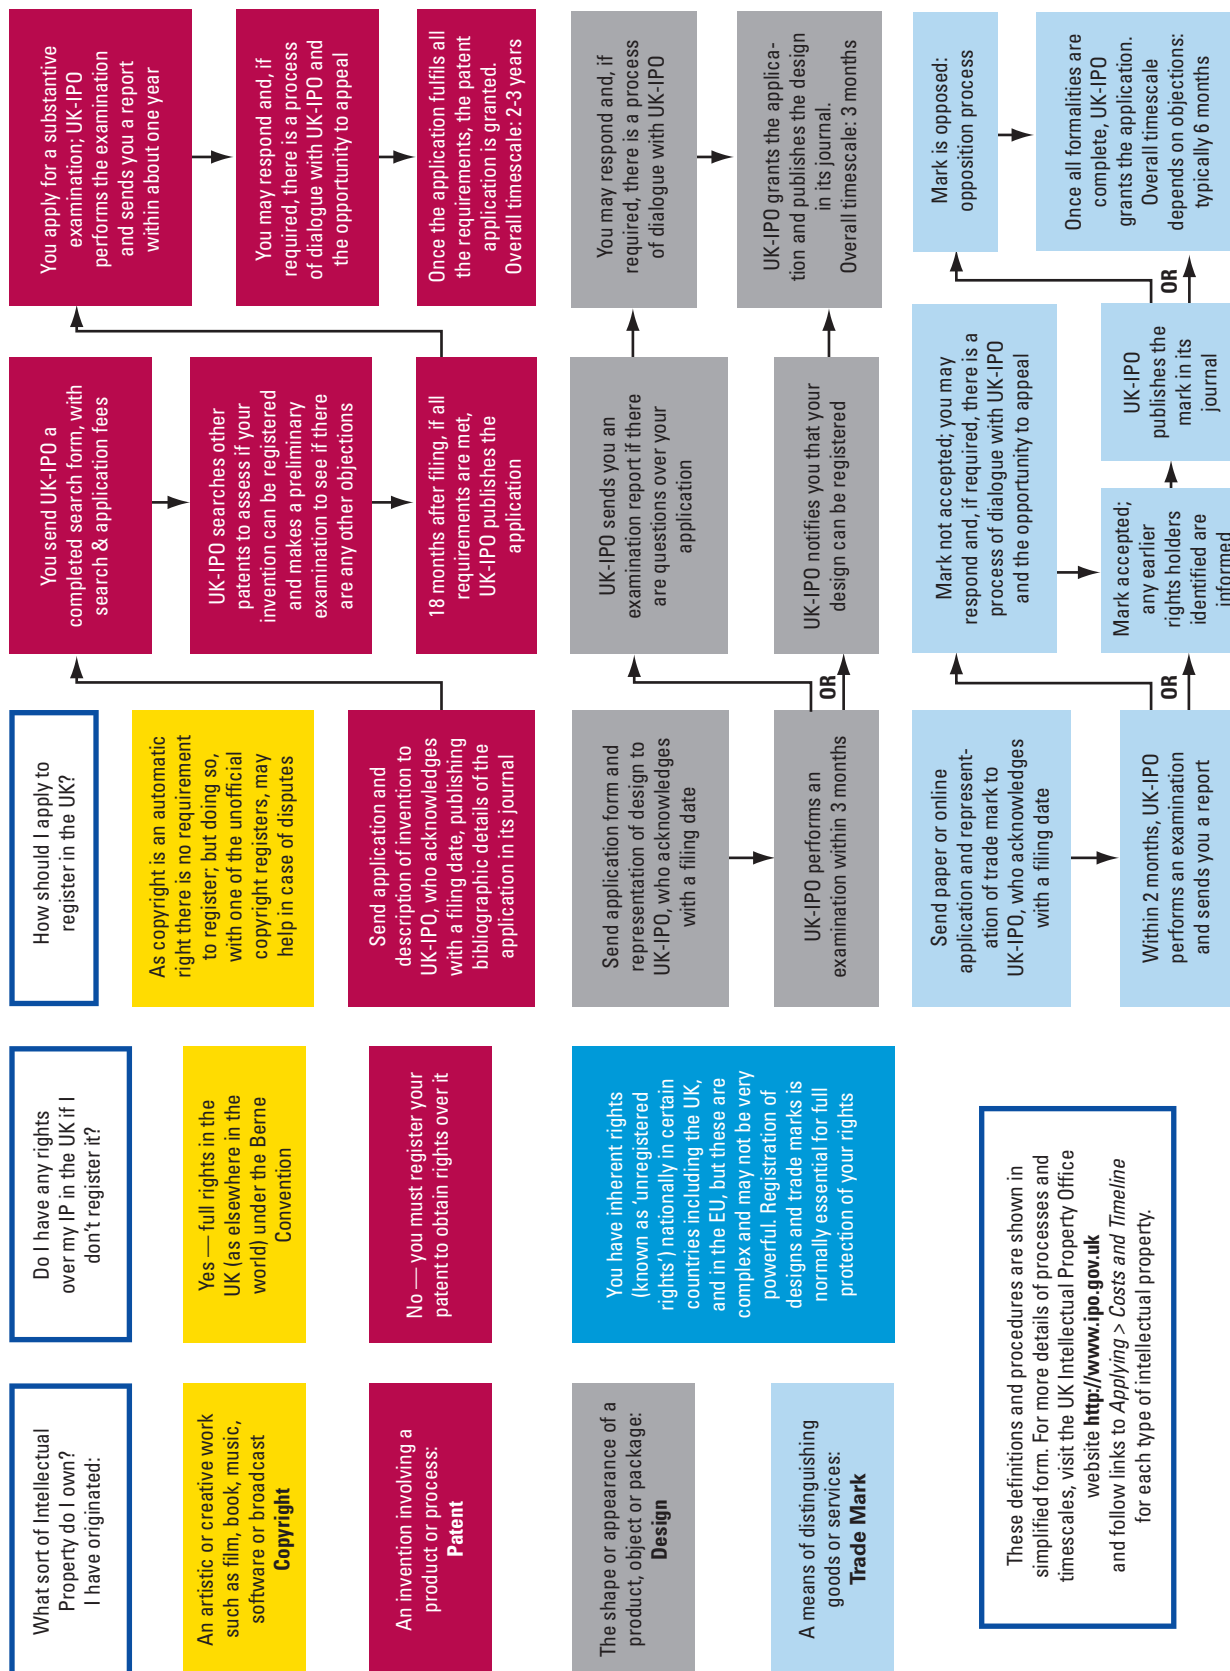 What sort of Intellectual
Property do I own?
I have originated:
Do I have any rights
over my IP in the UK if I
don't register it?
How should I apply to
register in the UK?
An artistic or creative work
such as film, book, music,
software or broadcast
Copyright
Yes — full rights in the
UK (as elsewhere in the
world) under the Berne
Convention
As copyright is an automatic
right there is no requirement
to register; but doing so,
with one of the unofficial
copyright registers, may
help in case of disputes
An invention involving a
product or process:
Patent
No — you must register your
patent to obtain rights over it
Send application and
description of invention to
UK-IPO, who acknowledges
with a filing date, publishing
bibliographic details of the
application in its journal
You send UK-IPO a
completed search form, with
search & application fees
UK-IPO searches other
patents to assess if your
invention can be registered
and makes a preliminary
examination to see if there
are any other objections
18 months after filing, if all
requirements are met,
UK-IPO publishes the
application
You apply for a substantive
examination; UK-IPO
performs the examination
and sends you a report
within about one year
You may respond and, if
required, there is a process
of dialogue with UK-IPO and
the opportunity to appeal
Once the application fulfils all
the requirements, the patent
application is granted.
Overall timescale: 2-3 years
The shape or appearance of a
product, object or package:
Design
A means of distinguishing
goods or services:
Trade Mark
You have inherent rights
(known as 'unregistered
rights') nationally in certain
countries including the UK,
and in the EU, but these are
complex and may not be very
powerful. Registration of
designs and trade marks is
normally essential for full
protection of your rights
Send application form and
representation of design to
UK-IPO, who acknowledges
with a filing date
UK-IPO performs an
examination within 3 months
OR
UK-IPO sends you an
examination report if there
are questions over your
application
UK-IPO notifies you that your
design can be registered
You may respond and, if
required, there is a process
of dialogue with UK-IPO
UK-IPO grants the applica-
tion and publishes the design
in its journal.
Overall timescale: 3 months
Send paper or online
application and represent-
ation of trade mark to
UK-IPO, who acknowledges
with a filing date
Within 2 months, UK-IPO
performs an examination
and sends you a report
OR
Mark not accepted; you may
respond and, if required, there is a
process of dialogue with UK-IPO
and the opportunity to appeal
Mark accepted;
any earlier
rights holders
identified are
informed
UK-IPO
publishes the
mark in its
journal
OR
Mark is opposed:
opposition process
Once all formalities are
complete, UK-IPO
grants the application.
Overall timescale
depends on objections:
typically 6 months
These definitions and procedures are shown in
simplified form. For more details of processes and
timescales, visit the UK Intellectual Property Office
website http://www.ipo.gov.uk
and follow links to Applying > Costs and Timeline
for each type of intellectual property.